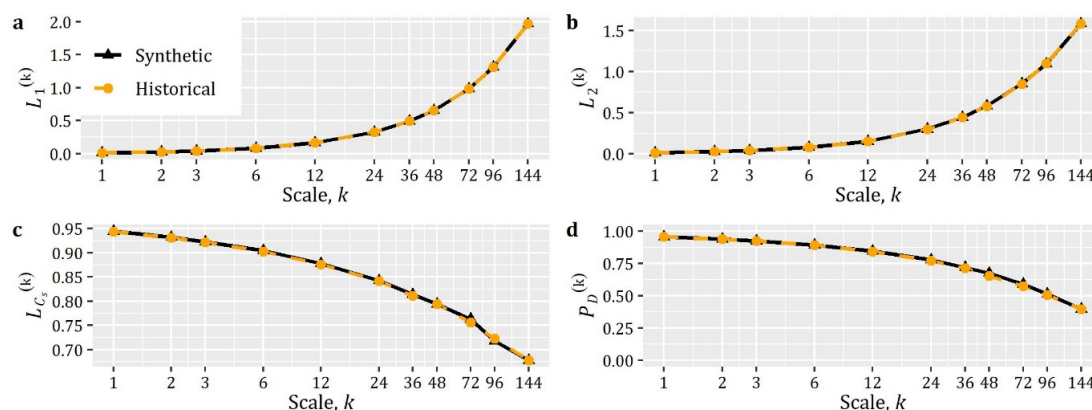 a
2.0
1.5
1.0
0.5
0.0
L₁⁽ᵏ⁾
Synthetic
Historical
1 2 3 6 12 24 36 48 72 96 144
Scale, k
b
1.5
1.0
0.5
0.0
L₂⁽ᵏ⁾
1 2 3 6 12 24 36 48 72 96 144
Scale, k
c
0.95
0.90
0.85
0.80
0.75
0.70
L_{C_s}^{(k)}
1 2 3 6 12 24 36 48 72 96 144
Scale, k
d
1.00
0.75
0.50
0.25
0.00
P_D^{(k)}
1 2 3 6 12 24 36 48 72 96 144
Scale, k